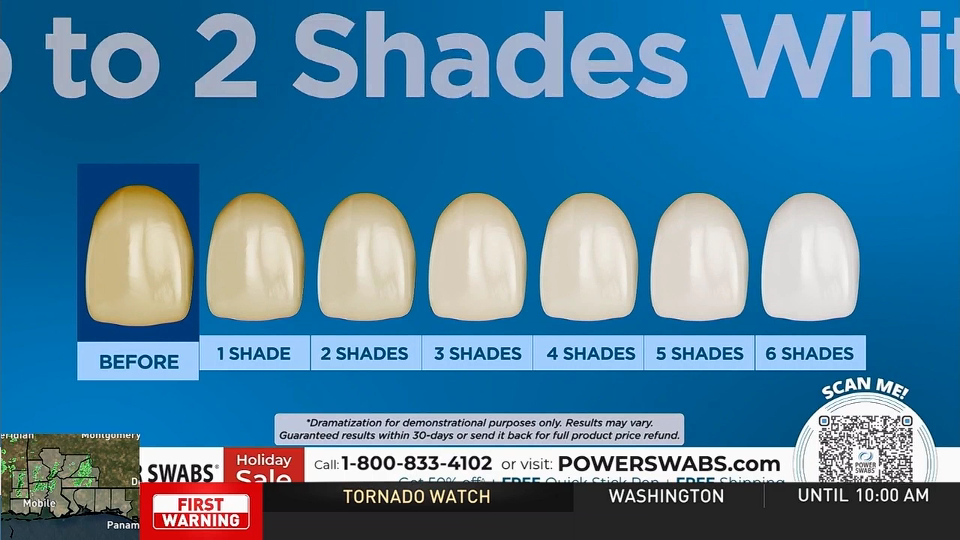 to 2 Shades
BEFORE
1 SHADE
2 SHADES
3 SHADES
4 SHADES
5 SHADES
6 SHADES
SCAN ME!
*Dramatization for demonstrational purposes only. Results may vary.
Guaranteed results within 30-days or send it back for full product price refund.
Montgomery
Mobile
SWABS®
Holiday
Sale
Call: 1-800-833-4102 or visit: POWERSWABS.com
POWER
SWABS
FIRST
WARNING
TORNADO WATCH
WASHINGTON
UNTIL 10:00 AM